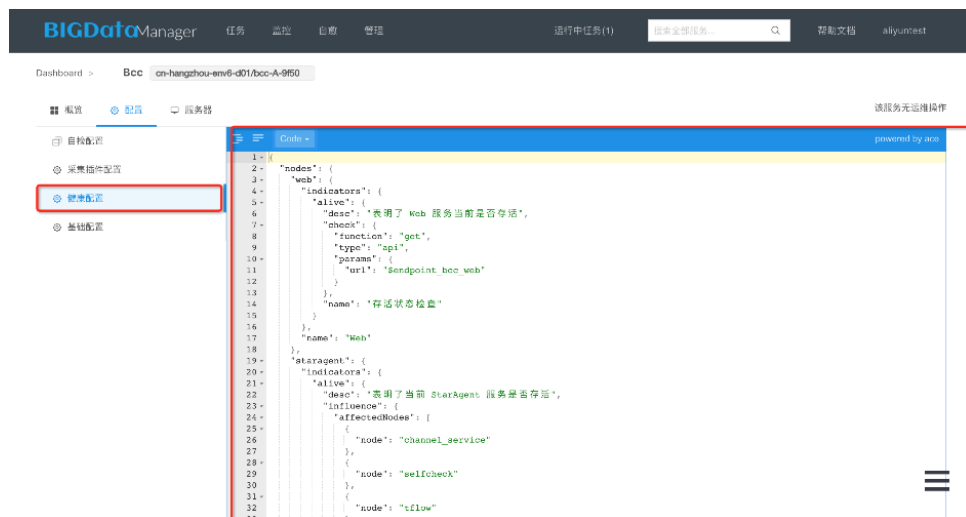 BIGDataManager 任务 监控 自愈 管理 运行中任务(1) 搜索全部服务... 帮助文档 aliyuntest
Dashboard > Bcc cn-hangzhou-env6-d01/bcc-A-9f50
概览 配置 服务器 该服务无运维操作
自检配置
采集插件配置
健康配置
基础配置
Code powered by ace
1 {
2 "nodes": {
3 "web": {
4 "indicators": {
5 "alive": {
6 "desc": "表明了 Web 服务当前是否存活",
7 "check": {
8 "function": "get",
9 "type": "api",
10 "params": {
11 "url": "$endpoint_bcc_web"
12 }
13 },
14 "name": "存活状态检查"
15 }
16 },
17 "name": "Web"
18 },
19 "staragent": {
20 "indicators": {
21 "alive": {
22 "desc": "表明了当前 StarAgent 服务是否存活",
23 "influence": {
24 "affectedNodes": [
25 {
26 "node": "channel_service"
27 },
28 {
29 "node": "selfcheck"
30 },
31 {
32 "node": "tflow"